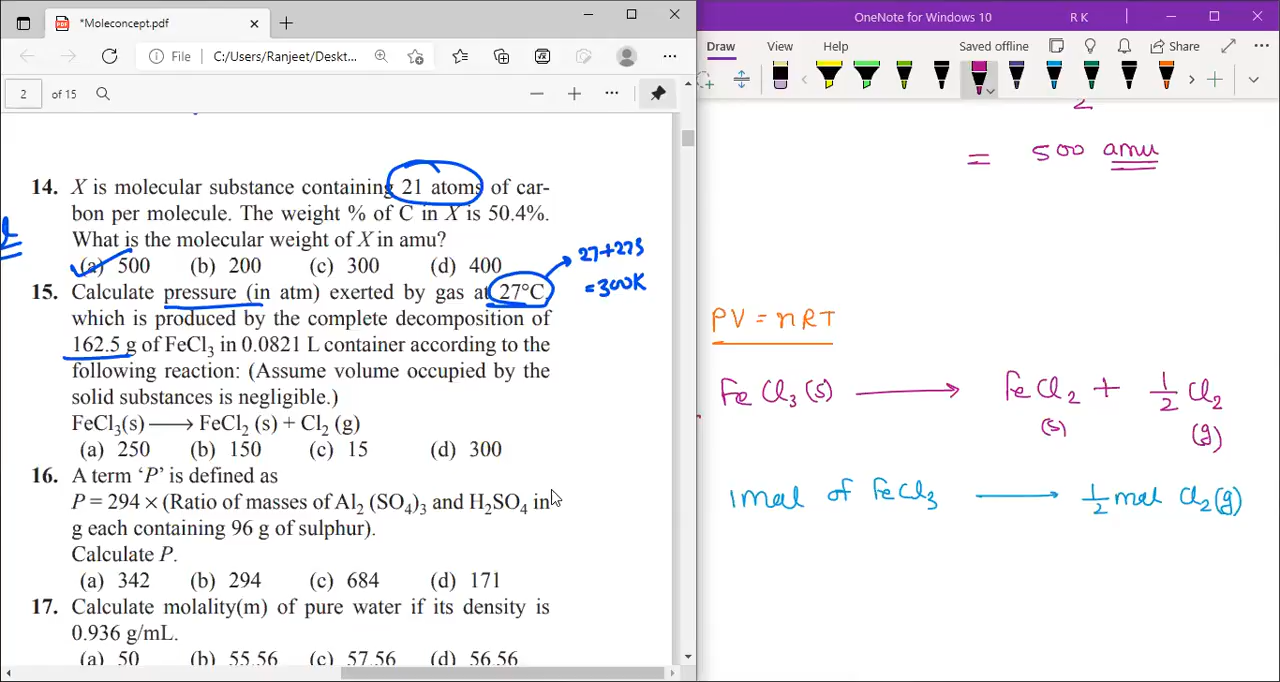 *Moleconcept.pdf
File C:/Users/Ranjeet/Deskt...
2 of 15
14. X is molecular substance containing 21 atoms of car-
bon per molecule. The weight % of C in X is 50.4%.
What is the molecular weight of X in amu?
(a) 500 (b) 200 (c) 300 (d) 400
27+273
=300K
15. Calculate pressure (in atm) exerted by gas at 27°C,
which is produced by the complete decomposition of
162.5 g of FeCl3 in 0.0821 L container according to the
following reaction: (Assume volume occupied by the
solid substances is negligible.)
FeCl3(s) ⟶ FeCl2 (s) + Cl2 (g)
(a) 250 (b) 150 (c) 15 (d) 300
16. A term ‘P’ is defined as
P = 294 × (Ratio of masses of Al2 (SO4)3 and H2SO4 in
g each containing 96 g of sulphur).
Calculate P.
(a) 342 (b) 294 (c) 684 (d) 171
17. Calculate molality(m) of pure water if its density is
0.936 g/mL.
(a) 50 (b) 55.56 (c) 57.56 (d) 56.56
OneNote for Windows 10 R K
Draw View Help Saved offline Share
2
= 500 amu
PV = nRT
FeCl3(s) ⟶ FeCl2 + 1/2 Cl2
(s) (g)
1mol of FeCl3 ⟶ 1/2 mol Cl2(g)